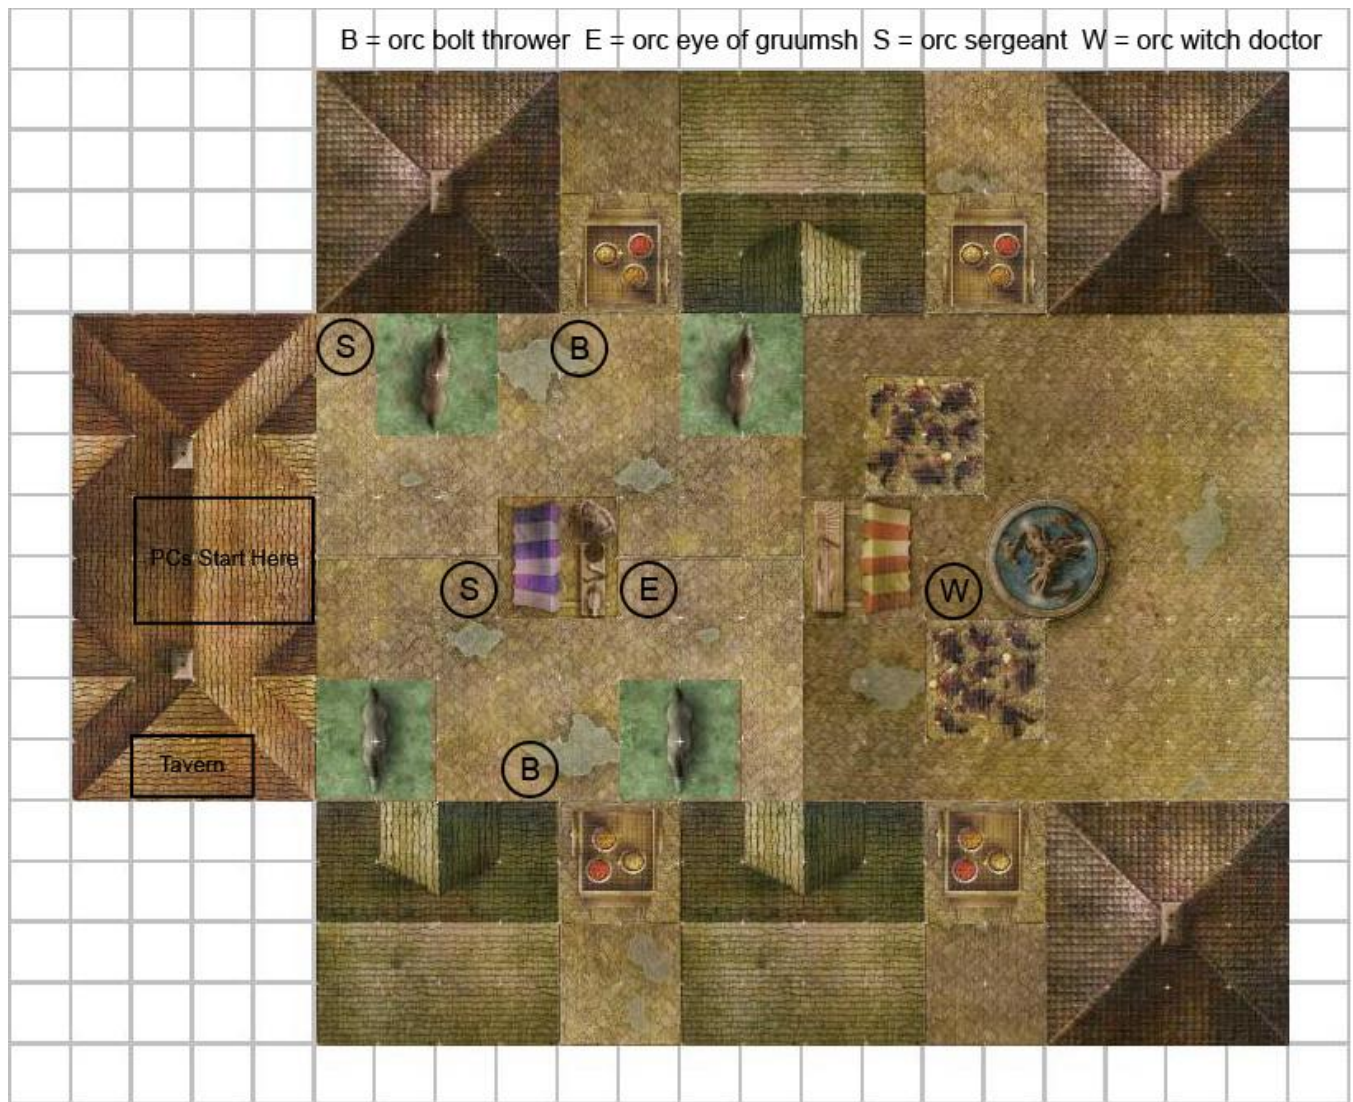 B = orc bolt thrower E = orc eye of gruumsh S = orc sergeant W = orc witch doctor
S
B
PCs Start Here
S
E
W
Tavern
B